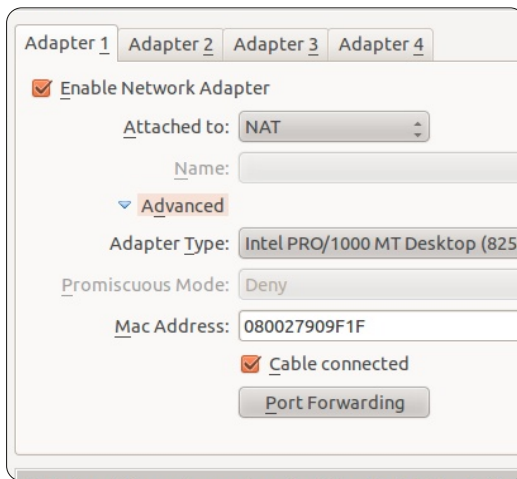 Adapter 1 Adapter 2 Adapter 3 Adapter 4
Enable Network Adapter
Attached to: NAT
Name:
Advanced
Adapter Type: Intel PRO/1000 MT Desktop (825
Promiscuous Mode: Deny
Mac Address: 080027909F1F
Cable connected
Port Forwarding